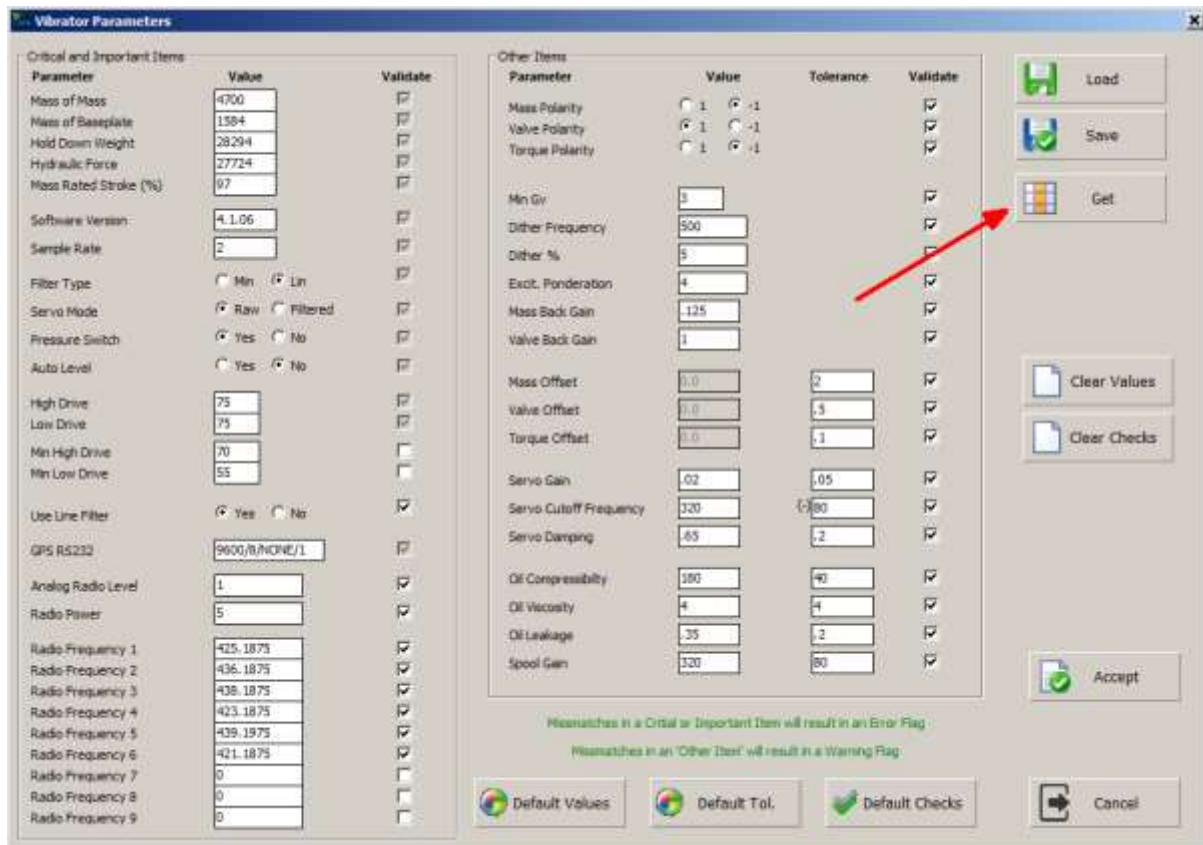 Vibrator Parameters
Critical and Important Items
Parameter Value Validate
Mass of Mass 4700
Mass of Baseplate 1584
Hold Down Weight 28294
Hydraulic Force 27724
Mass Rated Stroke (%) 97
Software Version 4.1.06
Sample Rate 2
Filter Type Min Lin
Servo Mode Raw Filtered
Pressure Switch Yes No
Auto Level Yes No
High Drive 75
Low Drive 75
Min High Drive 70
Min Low Drive 55
Use Line Filter Yes No
GPS RS232 9600/8/NONE/1
Analog Radio Level 1
Radio Power 5
Radio Frequency 1 425.1875
Radio Frequency 2 436.1875
Radio Frequency 3 438.1875
Radio Frequency 4 423.1875
Radio Frequency 5 439.1975
Radio Frequency 6 421.1875
Radio Frequency 7 0
Radio Frequency 8 0
Radio Frequency 9 0
Other Items
Parameter Value Tolerance Validate
Mass Polarity 1 -1
Valve Polarity 1 -1
Torque Polarity 1 -1
Min Gv 3
Dither Frequency 500
Dither % 5
Excit. Ponderation 4
Mass Back Gain .125
Valve Back Gain 1
Mass Offset 0.0 2
Valve Offset 0.0 .5
Torque Offset 0.0 .1
Servo Gain .02 .05
Servo Cutoff Frequency 320 (-) 80
Servo Damping .65 .2
Oil Compressibilty 180 40
Oil Viscosity 4 4
Oil Leakage .35 .2
Spool Gain 320 80
Mismatches in a Critial or Important Item will result in an Error Flag
Mismatches in an 'Other Item' will result in a Warning Flag
Default Values
Default Tol.
Default Checks
Load
Save
Get
Clear Values
Clear Checks
Accept
Cancel